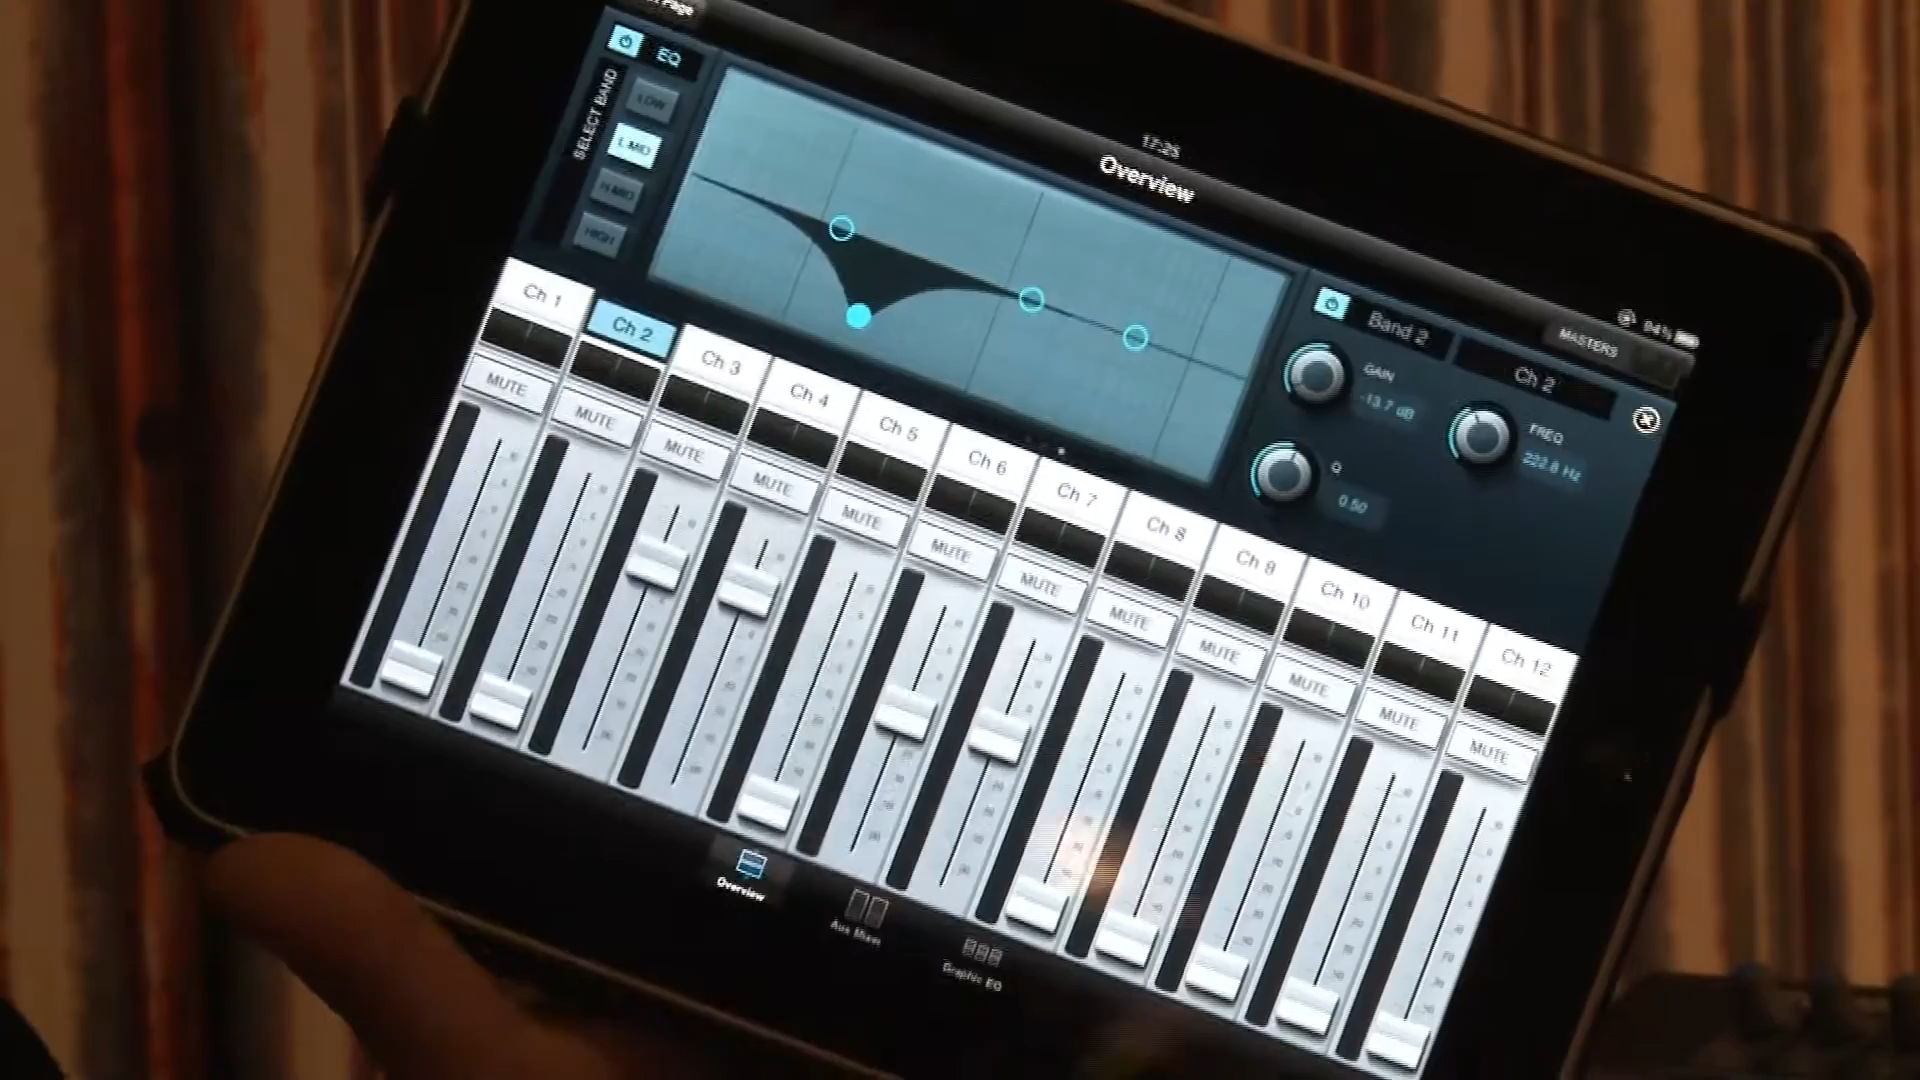 Page
17:25
Overview
94%
MASTERS
EQ
SELECT BAND
LOW
L-MID
H-MID
HIGH
Band 2
Ch 2
GAIN
-13.7 dB
FREQ
222.8 Hz
Q
0.50
Ch 1
Ch 2
Ch 3
Ch 4
Ch 5
Ch 6
Ch 7
Ch 8
Ch 9
Ch 10
Ch 11
Ch 12
MUTE
MUTE
MUTE
MUTE
MUTE
MUTE
MUTE
MUTE
MUTE
MUTE
MUTE
MUTE
Overview
Aux Mixes
Graphic EQ